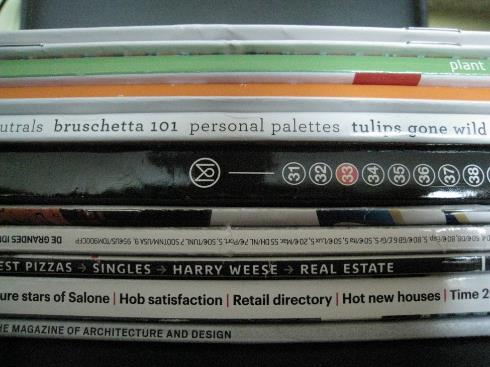 plant
utrals bruschetta 101 personal palettes tulips gone wild
31 32 33 34 35 36 37 38
DE GRANDES
EST PIZZAS → SINGLES → HARRY WEESE → REAL ESTATE
ure stars of Salone | Hob satisfaction | Retail directory | Hot new houses | Time 2
HE MAGAZINE OF ARCHITECTURE AND DESIGN